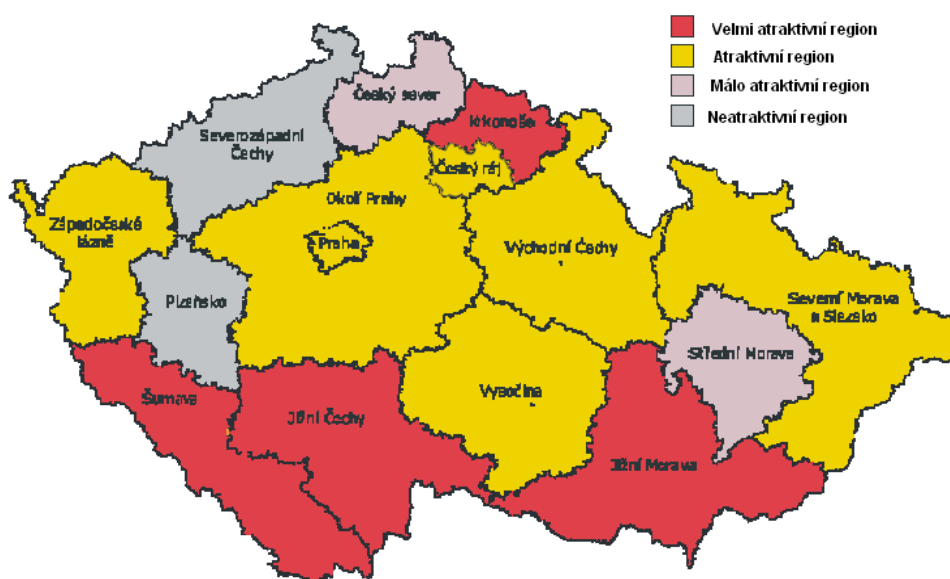 Velmi atraktivní region
Atraktivní region
Málo atraktivní region
Neatraktivní region
Český sever
Krkonoše
Severozápadní
Čechy
Český ráj
Okolí Prahy
Západočeské
lázně
Praha
Východní Čechy
Plzeňsko
Severní Morava
a Slezsko
Střední Morava
Šumava
Jižní Čechy
Vysočina
Jižní Morava